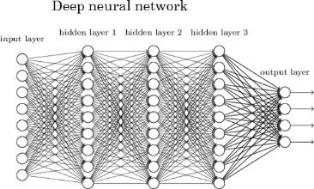 Deep neural network
hidden layer 1 hidden layer 2 hidden layer 3
input layer
output layer